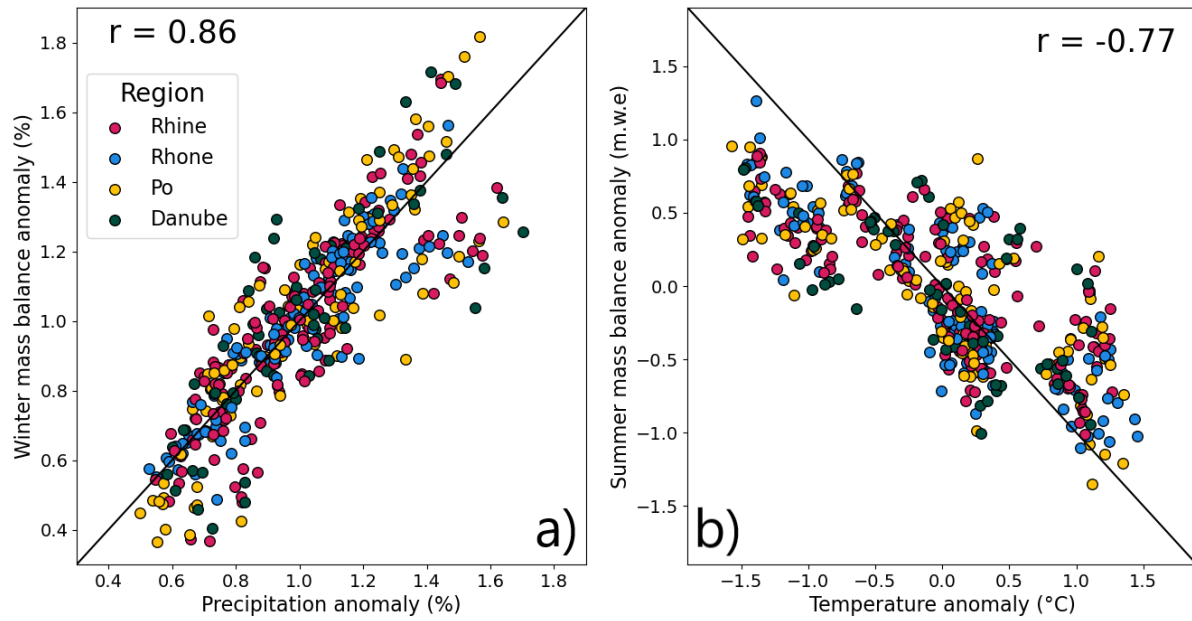 r = 0.86
Region
Rhine
Rhone
Po
Danube
a)
Winter mass balance anomaly (%)
1.8
1.6
1.4
1.2
1.0
0.8
0.6
0.4
0.4 0.6 0.8 1.0 1.2 1.4 1.6 1.8
Precipitation anomaly (%)
r = -0.77
b)
Summer mass balance anomaly (m.w.e)
1.5
1.0
0.5
0.0
−0.5
−1.0
−1.5
−1.5 −1.0 −0.5 0.0 0.5 1.0 1.5
Temperature anomaly (°C)